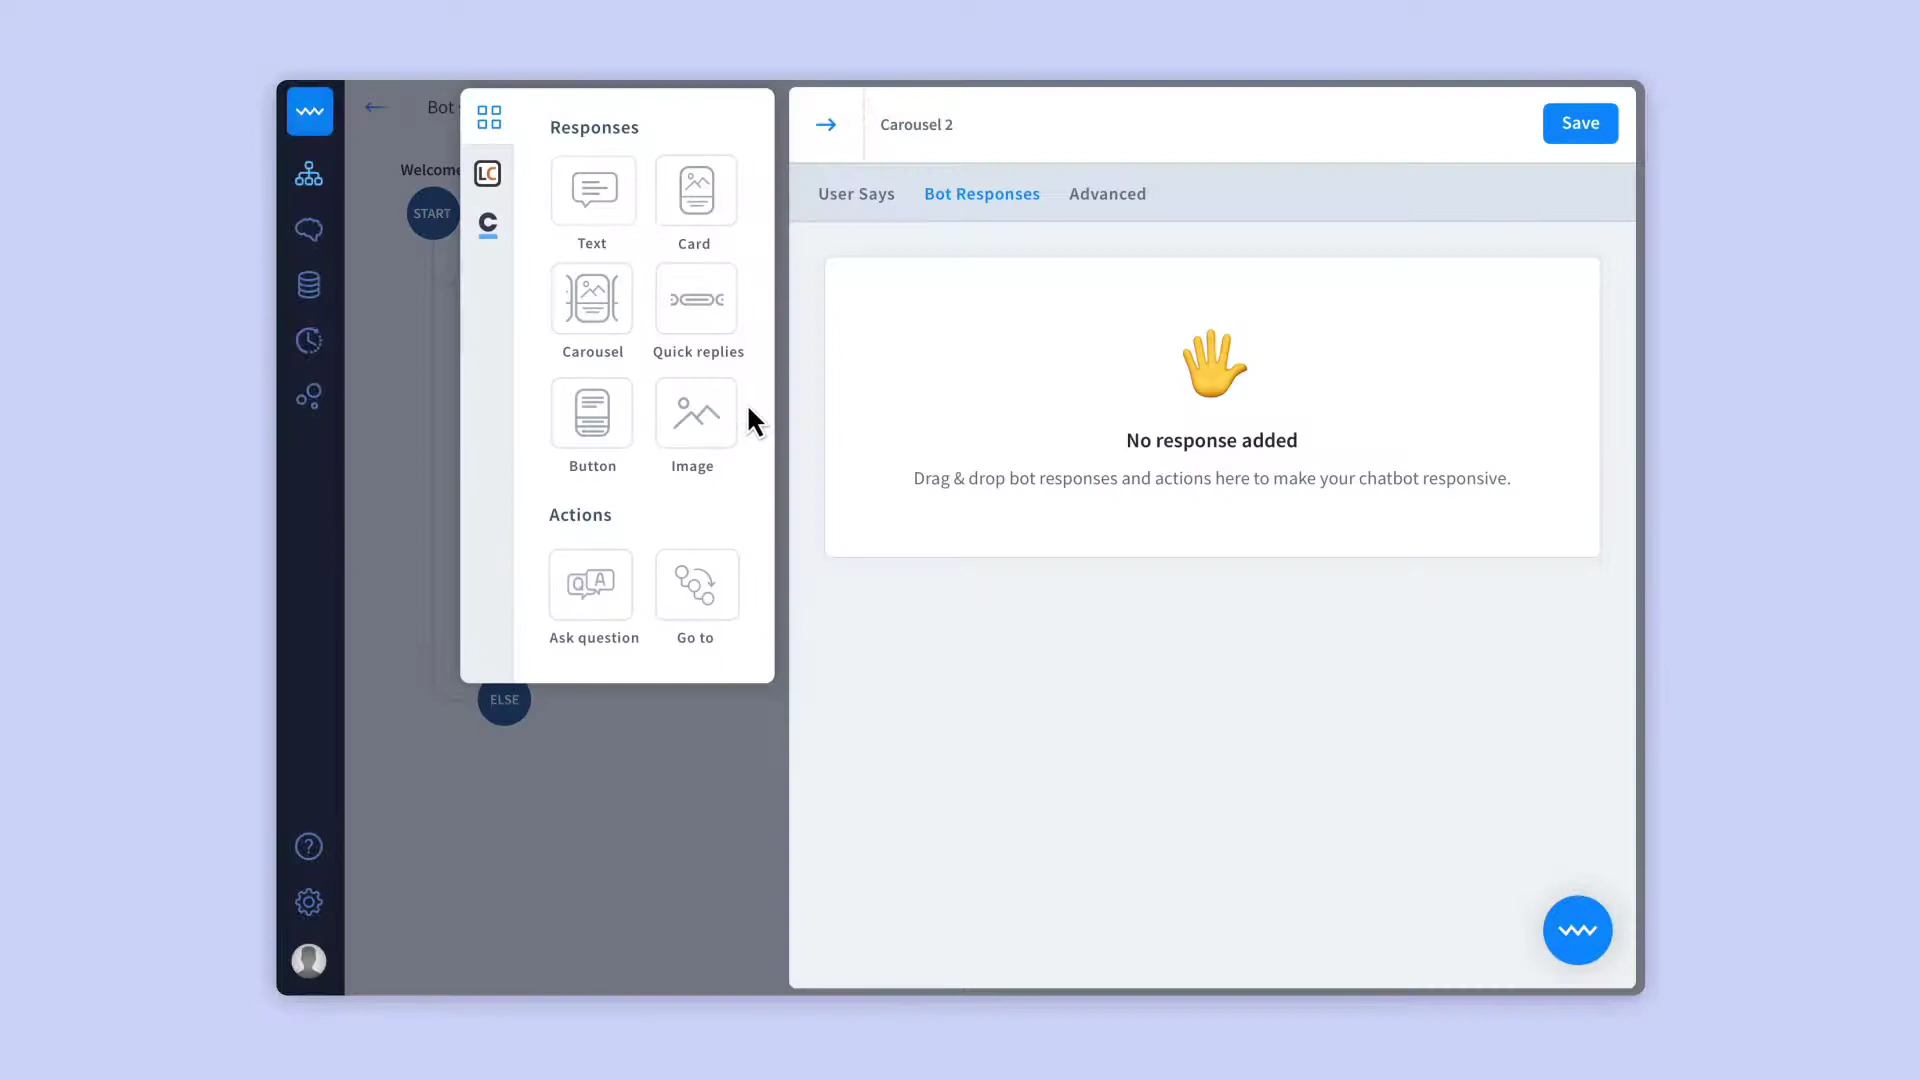 Bot
Responses
Carousel 2
Save
Welcome
LC
START
C
User Says
Bot Responses
Advanced
Text
Card
Carousel
Quick replies
Button
Image
No response added
Drag & drop bot responses and actions here to make your chatbot responsive.
Actions
Q A
Ask question
Go to
ELSE
?